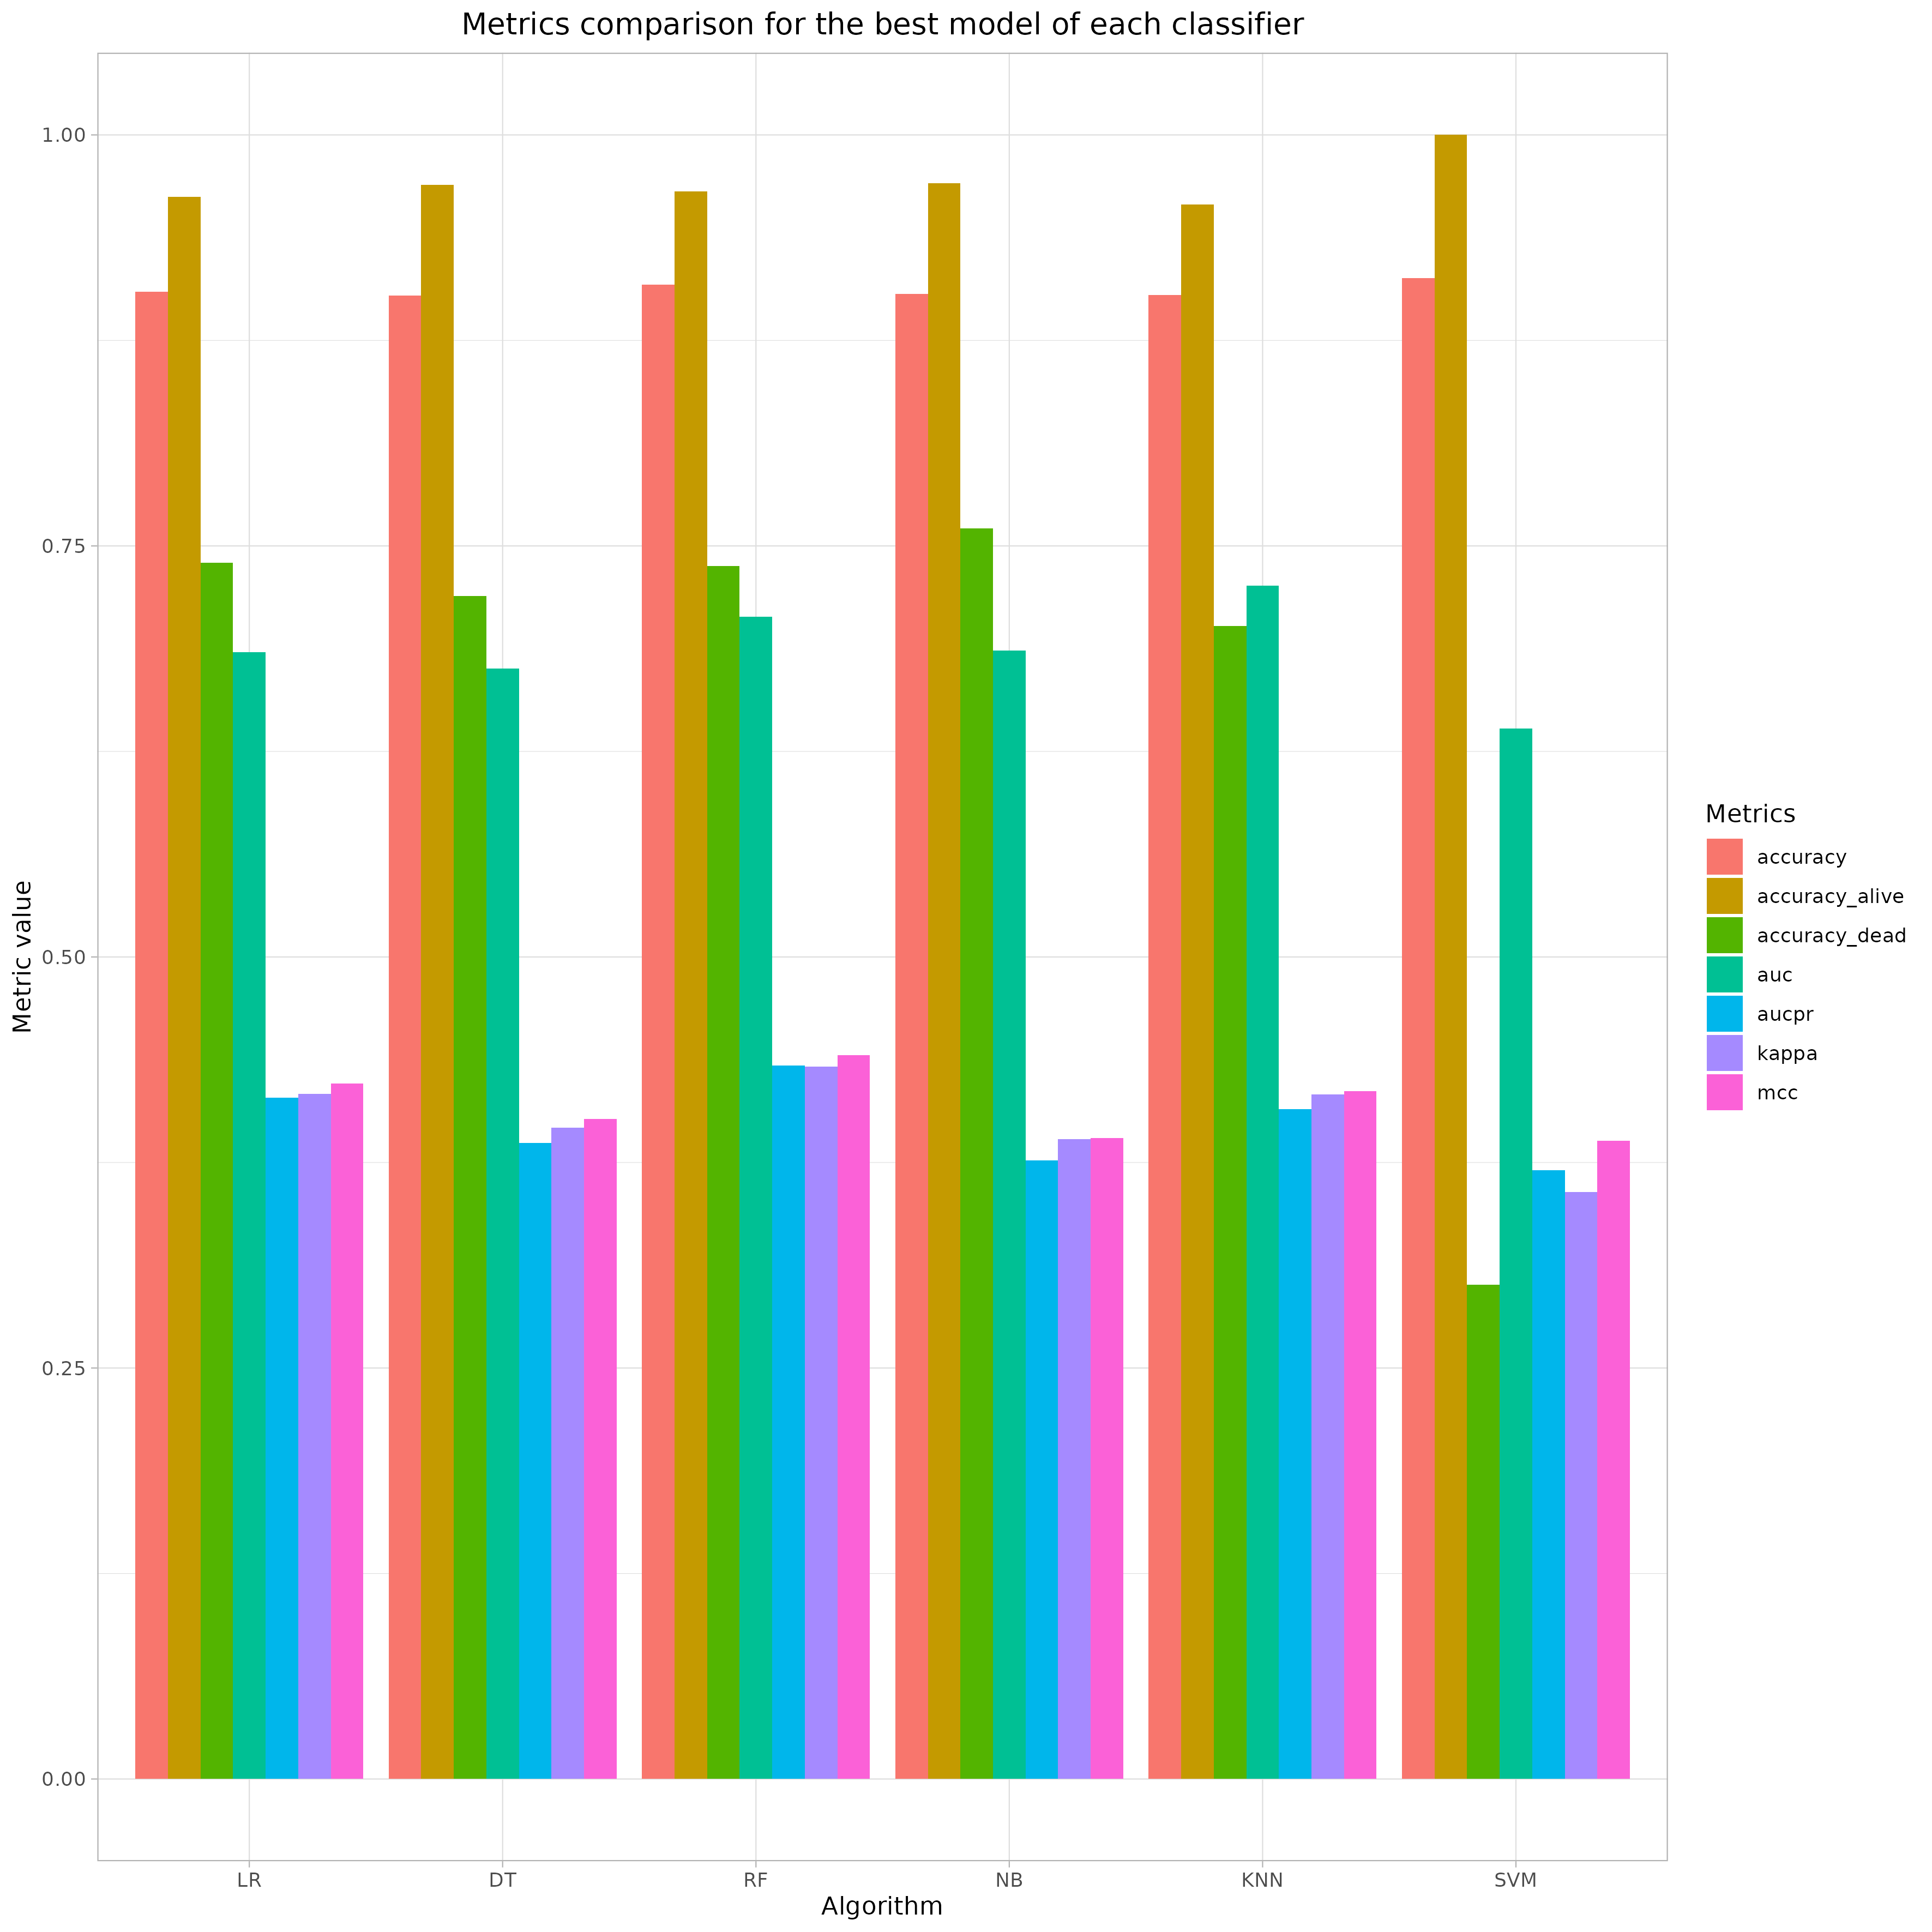 Metrics comparison for the best model of each classifier
1.00
0.75
0.50
0.25
0.00
Metric value
LR DT RF NB KNN SVM
Algorithm
Metrics
accuracy
accuracy_alive
accuracy_dead
auc
aucpr
kappa
mcc